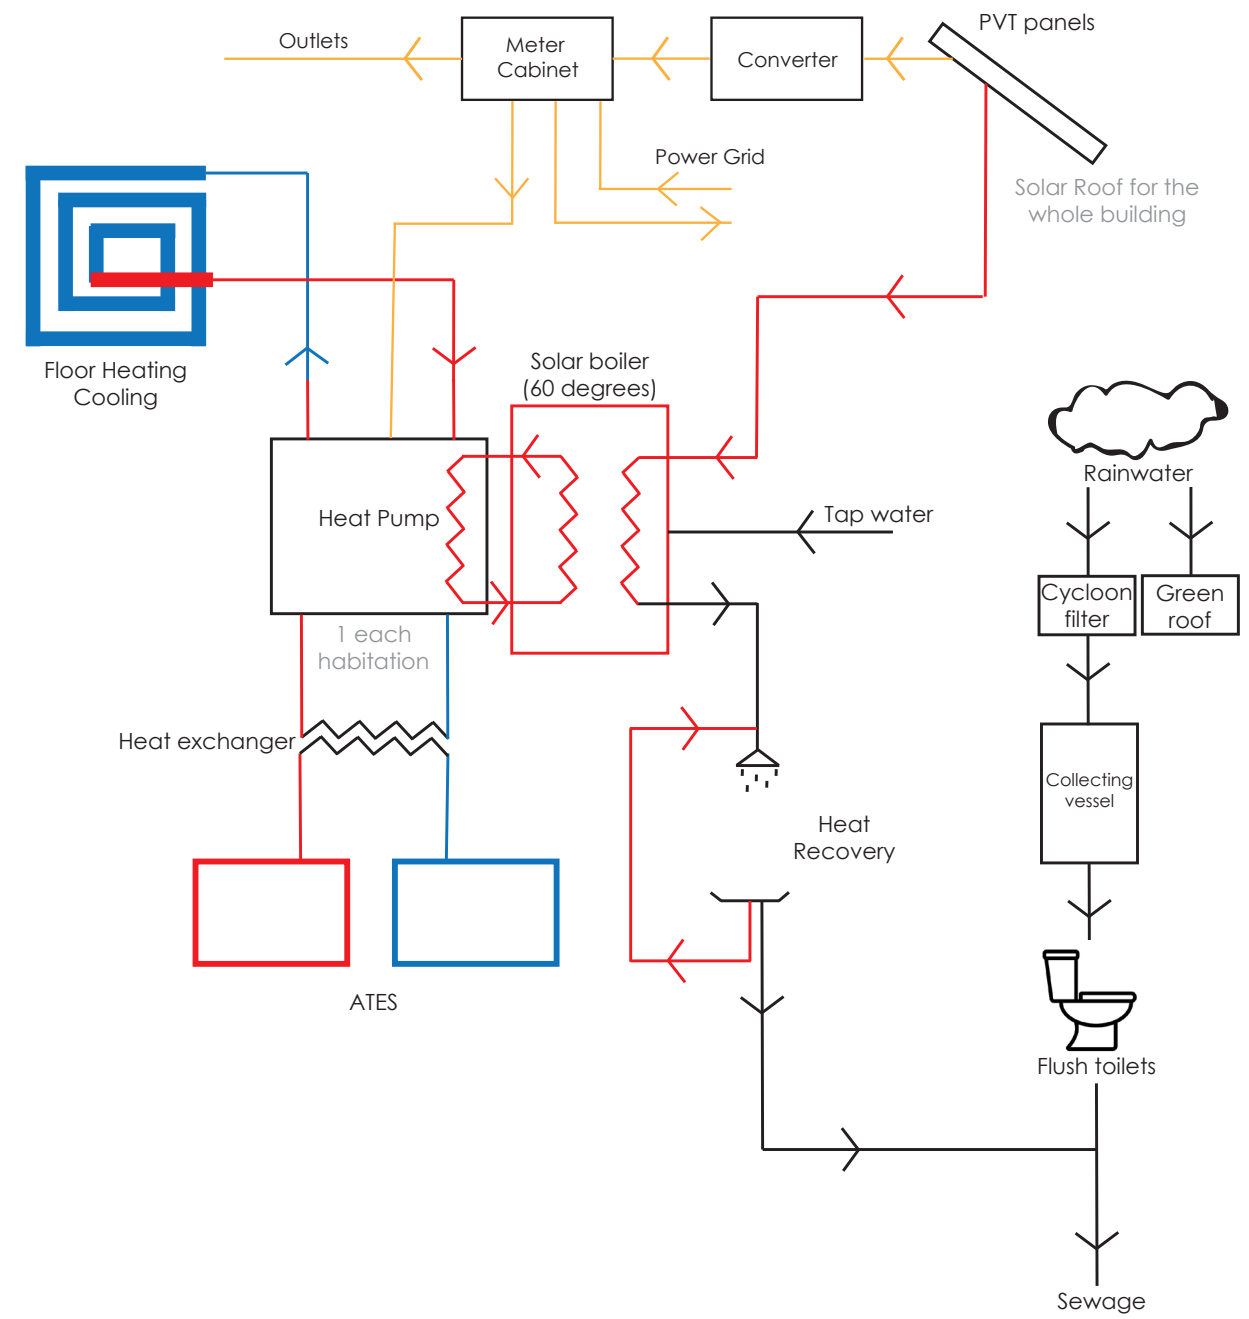 PVT panels
Outlets
Meter
Cabinet
Converter
Power Grid
Solar Roof for the
whole building
Floor Heating
Cooling
Solar boiler
(60 degrees)
Rainwater
Heat Pump
Tap water
Cycloon
filter
Green
roof
1 each
habitation
Heat exchanger
Collecting
vessel
Heat
Recovery
ATES
Flush toilets
Sewage